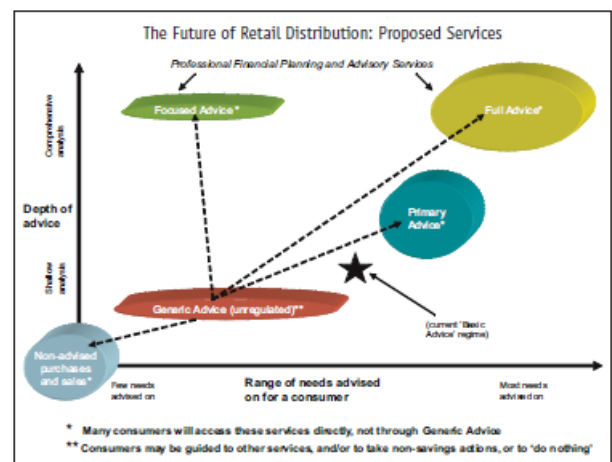 The Future of Retail Distribution: Proposed Services
Professional Financial Planning and Advisory Services
Comprehensive
analysis
Focused Advice*
Full Advice*
Depth of
advice
Primary
Advice*
Shallow
analysis
Generic Advice (unregulated)**
(current 'Basic
Advice' regime)
Non-advised
purchases
and sales*
Few needs
advised on
Range of needs advised
on for a consumer
Most needs
advised on
* Many consumers will access these services directly, not through Generic Advice
** Consumers may be guided to other services, and/or to take non-savings actions, or to 'do nothing'